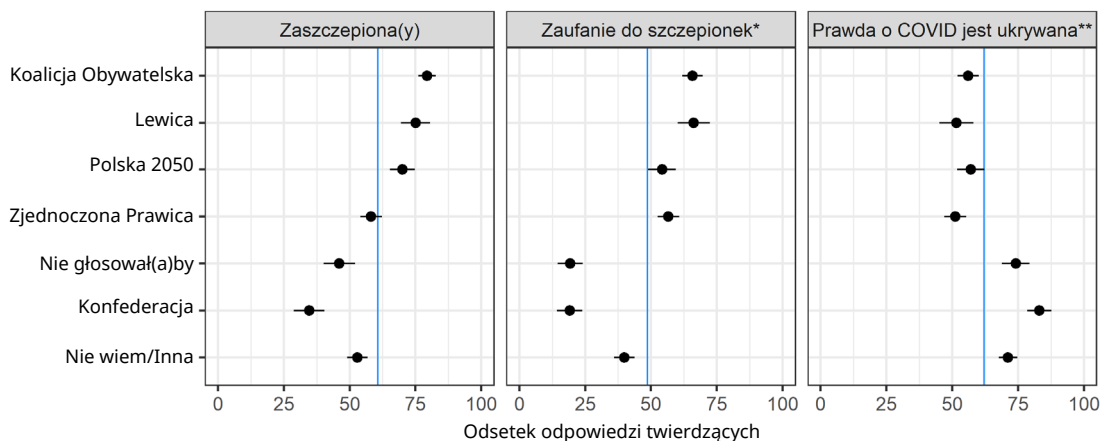 Zaszczepiona(y)
Zaufanie do szczepionek*
Prawda o COVID jest ukrywana**
Koalicja Obywatelska
Lewica
Polska 2050
Zjednoczona Prawica
Nie głosował(a)by
Konfederacja
Nie wiem/Inna
0 25 50 75 100
0 25 50 75 100
0 25 50 75 100
Odsetek odpowiedzi twierdzących